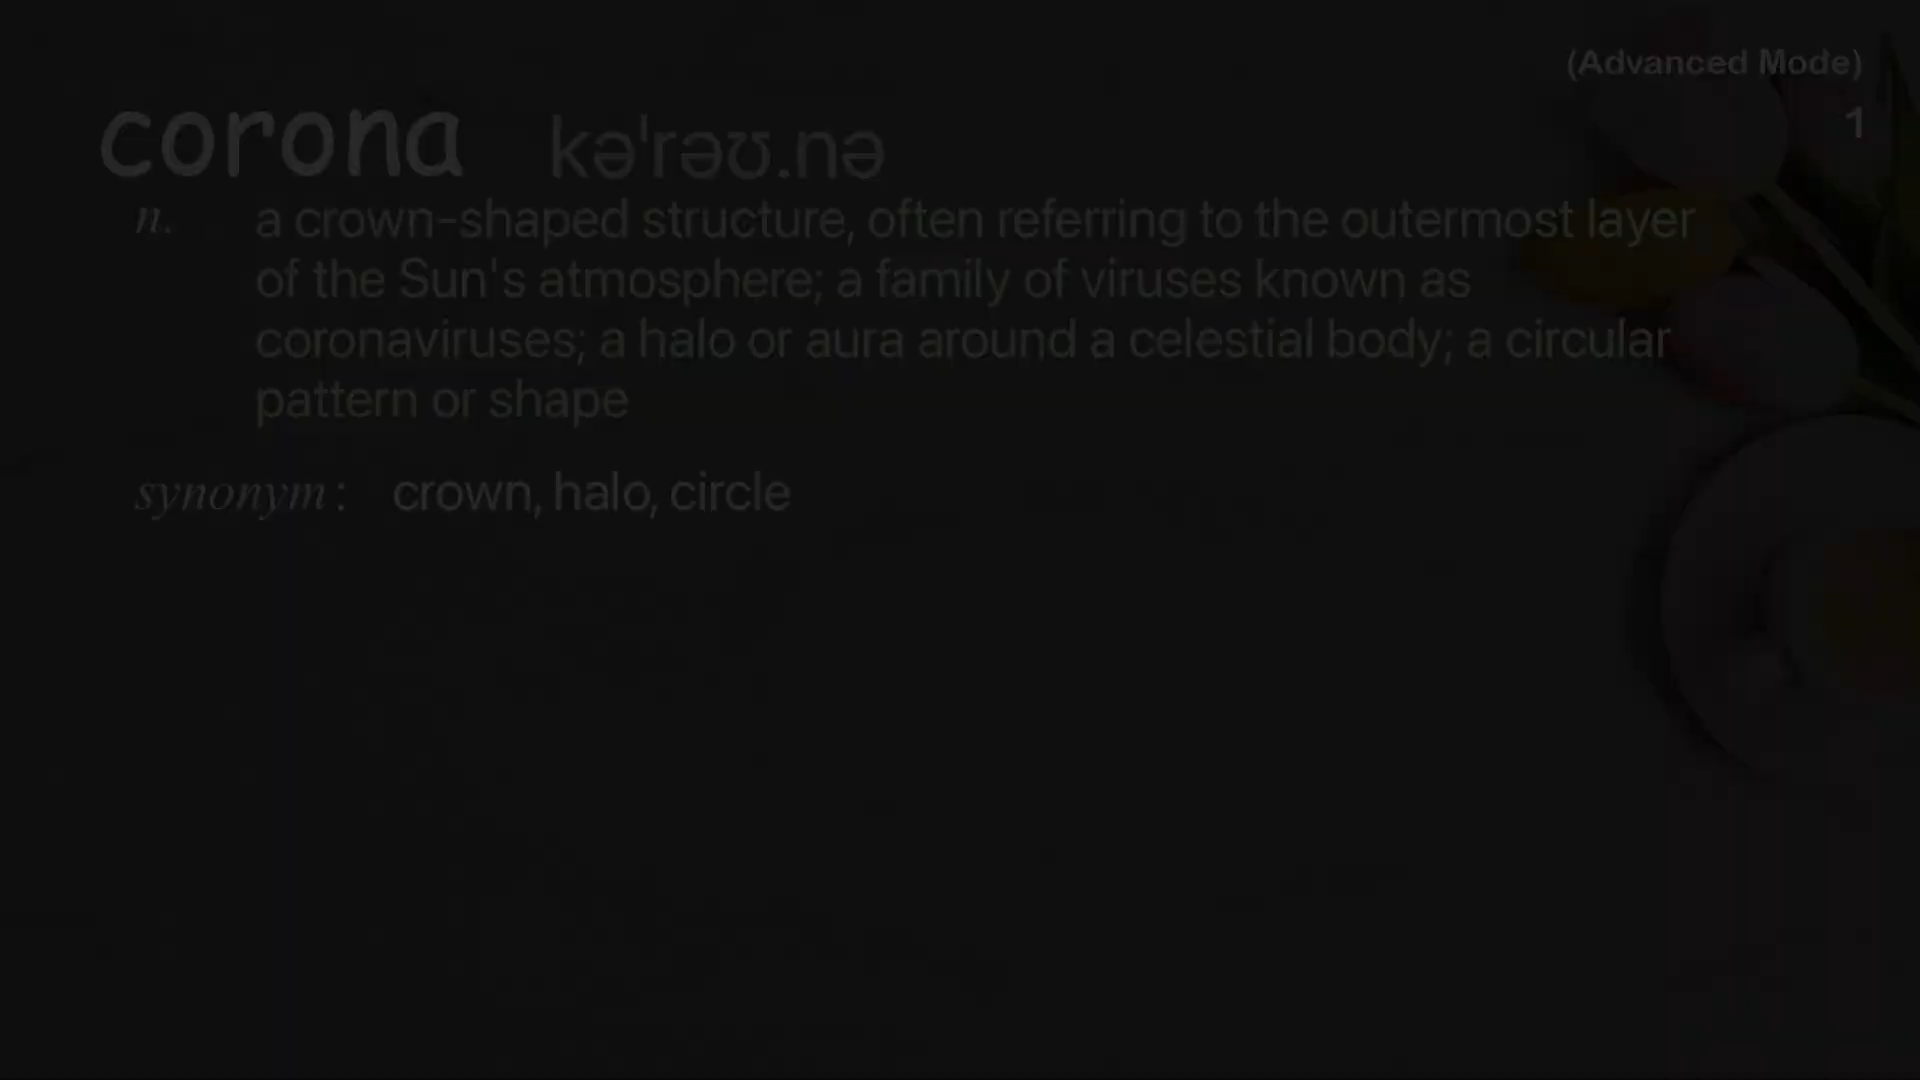 (Advanced Mode)
1
corona kəˈrəʊ.nə
n. a crown-shaped structure, often referring to the outermost layer
of the Sun's atmosphere; a family of viruses known as
coronaviruses; a halo or aura around a celestial body; a circular
pattern or shape
synonym: crown, halo, circle